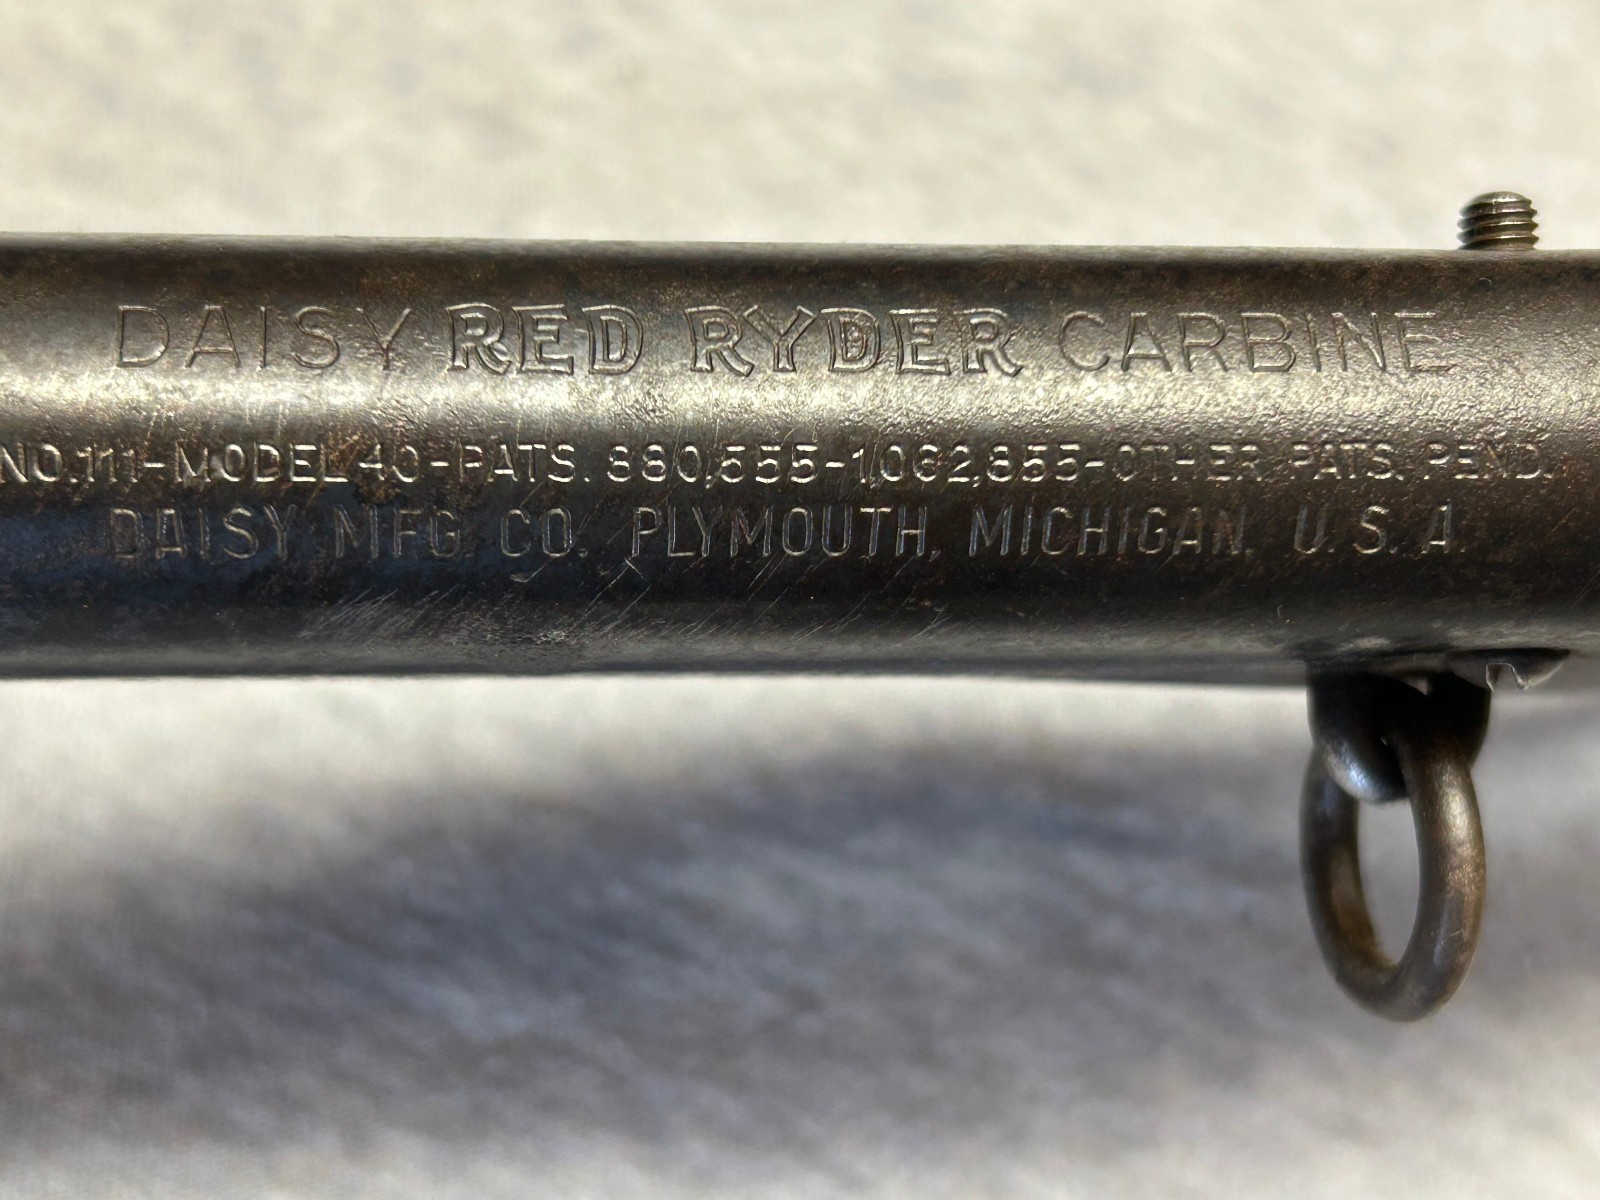 DAISY RED RYDER CARBINE
NO.111-MODEL 40-PATS. 880,555-1,062,855-OTHER PATS. PEND.
DAISY MFG CO. PLYMOUTH, MICHIGAN, U.S.A.